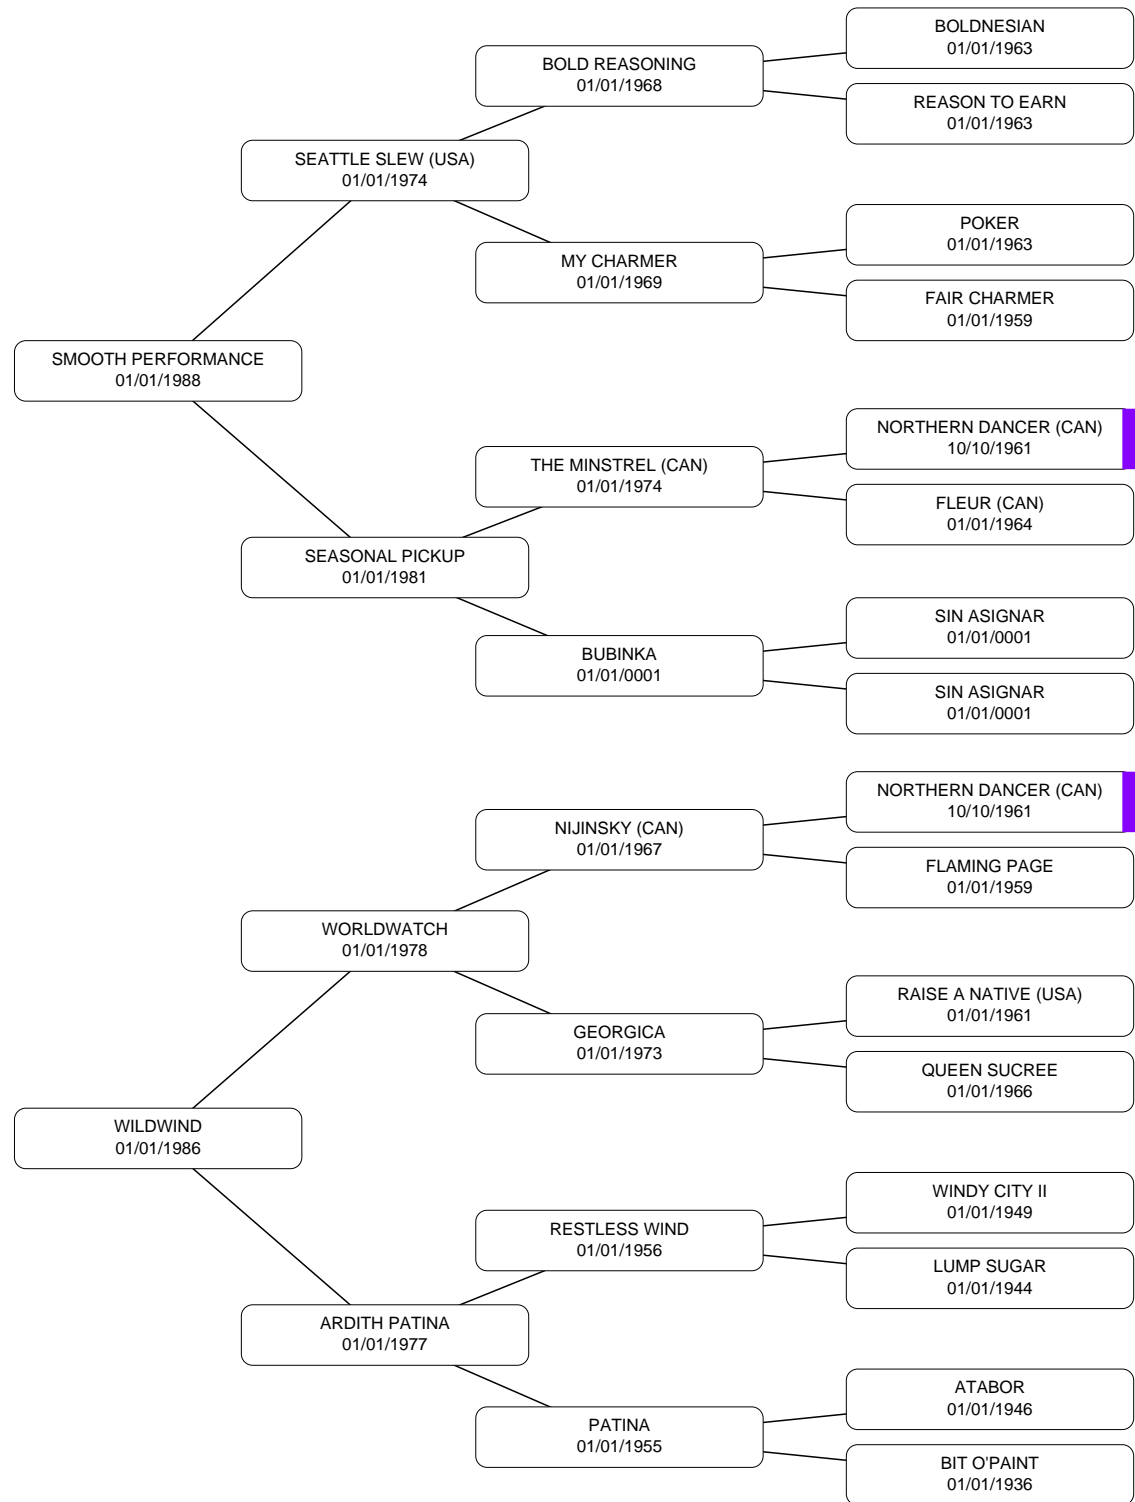 BOLDNESIAN
01/01/1963
BOLD REASONING
01/01/1968
REASON TO EARN
01/01/1963
SEATTLE SLEW (USA)
01/01/1974
POKER
01/01/1963
MY CHARMER
01/01/1969
FAIR CHARMER
01/01/1959
SMOOTH PERFORMANCE
01/01/1988
NORTHERN DANCER (CAN)
10/10/1961
THE MINSTREL (CAN)
01/01/1974
FLEUR (CAN)
01/01/1964
SEASONAL PICKUP
01/01/1981
SIN ASIGNAR
01/01/0001
BUBINKA
01/01/0001
SIN ASIGNAR
01/01/0001
NORTHERN DANCER (CAN)
10/10/1961
NIJINSKY (CAN)
01/01/1967
FLAMING PAGE
01/01/1959
WORLDWATCH
01/01/1978
RAISE A NATIVE (USA)
01/01/1961
GEORGICA
01/01/1973
QUEEN SUCREE
01/01/1966
WILDWIND
01/01/1986
WINDY CITY II
01/01/1949
RESTLESS WIND
01/01/1956
LUMP SUGAR
01/01/1944
ARDITH PATINA
01/01/1977
ATABOR
01/01/1946
PATINA
01/01/1955
BIT O'PAINT
01/01/1936